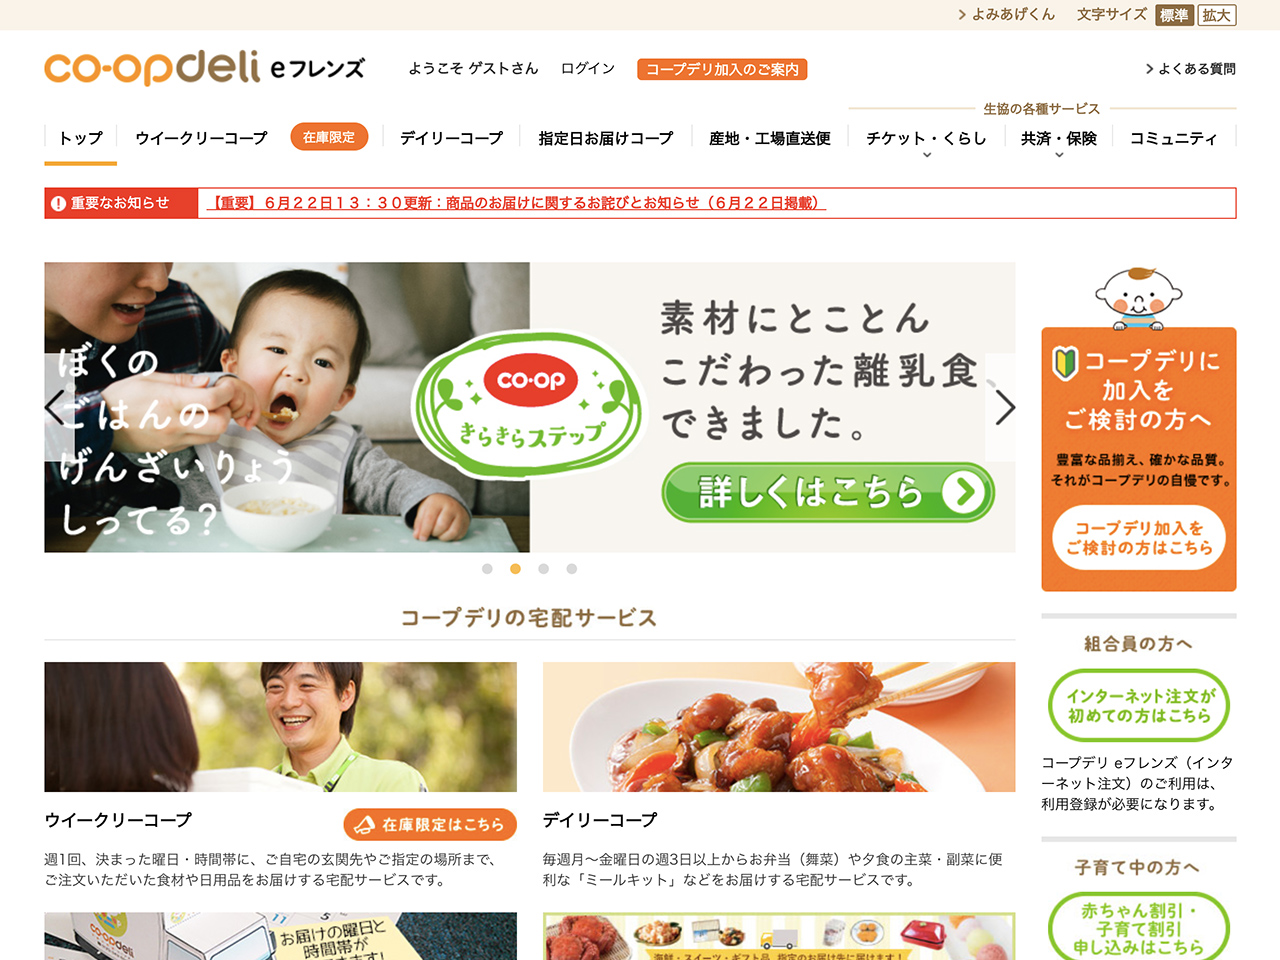 よみあげくん
文字サイズ
標準
拡大
co-opdeli eフレンズ
ようこそ ゲストさん
ログイン
コープデリ加入のご案内
よくある質問
生協の各種サービス
トップ
ウイークリーコープ
在庫限定
デイリーコープ
指定日お届けコープ
産地・工場直送便
チケット・くらし
共済・保険
コミュニティ
重要なお知らせ
【重要】６月２２日１３：３０更新：商品のお届けに関するお詫びとお知らせ（６月２２日掲載）
ぼくの
ごはんの
げんざいりょう
しってる?
CO・OP
きらきらステップ
素材にとことん
こだわった離乳食
できました。
詳しくはこちら
コープデリに
加入を
ご検討の方へ
豊富な品揃え、確かな品質。
それがコープデリの自慢です。
コープデリ加入を
ご検討の方はこちら
コープデリの宅配サービス
組合員の方へ
インターネット注文が
初めての方はこちら
コープデリ eフレンズ（インタ
ーネット注文）のご利用は、
利用登録が必要になります。
ウイークリーコープ
在庫限定はこちら
週1回、決まった曜日・時間帯に、ご自宅の玄関先やご指定の場所まで、
ご注文いただいた食材や日用品をお届けする宅配サービスです。
デイリーコープ
毎週月〜金曜日の週3日以上からお弁当（舞菜）や夕食の主菜・副菜に便
利な「ミールキット」などをお届けする宅配サービスです。
子育て中の方へ
赤ちゃん割引・
子育て割引
申し込みはこちら
co-opdeli
お届けの曜日と
時間帯が
海鮮・スイーツ・ギフト品、指定のお届け先に届けます！